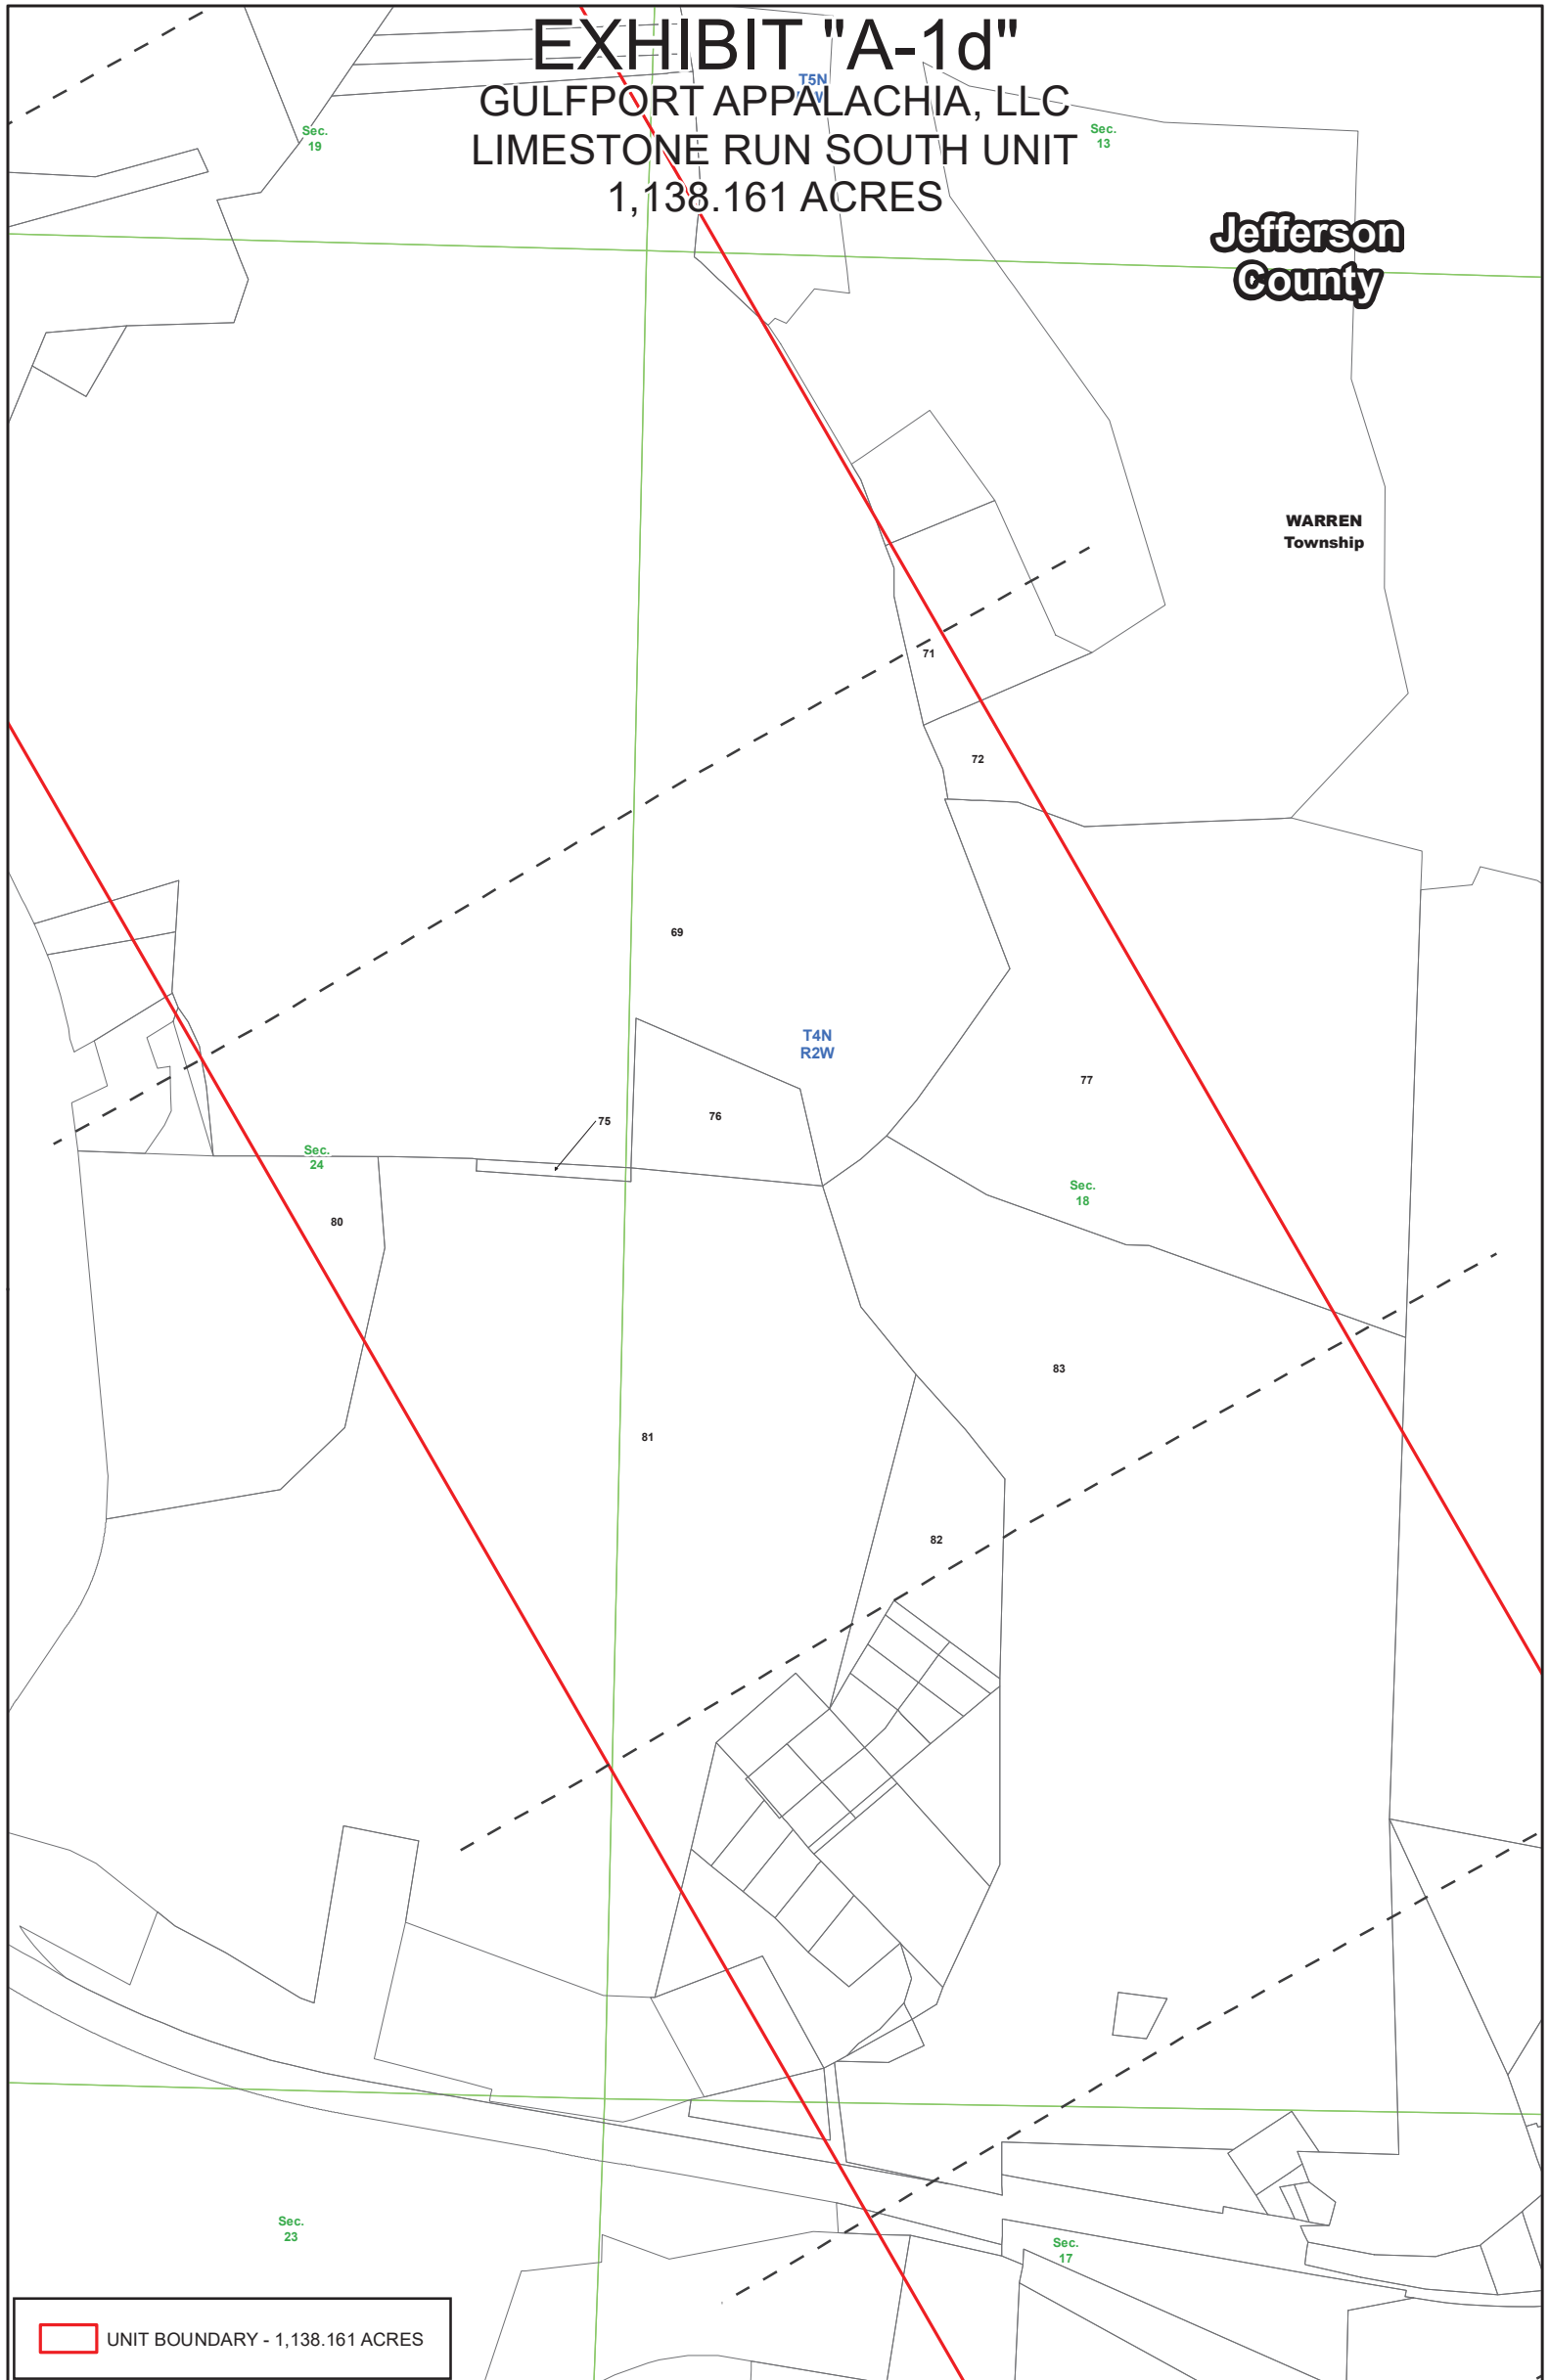 EXHIBIT "A-1d"
T5N
GULFPORT APPALACHIA, LLC
LIMESTONE RUN SOUTH UNIT
1,138.161 ACRES
Sec.
19
Sec.
13
Jefferson
County
WARREN
Township
71
72
69
T4N
R2W
77
75
76
Sec.
24
Sec.
18
80
83
81
82
Sec.
23
Sec.
17
UNIT BOUNDARY - 1,138.161 ACRES